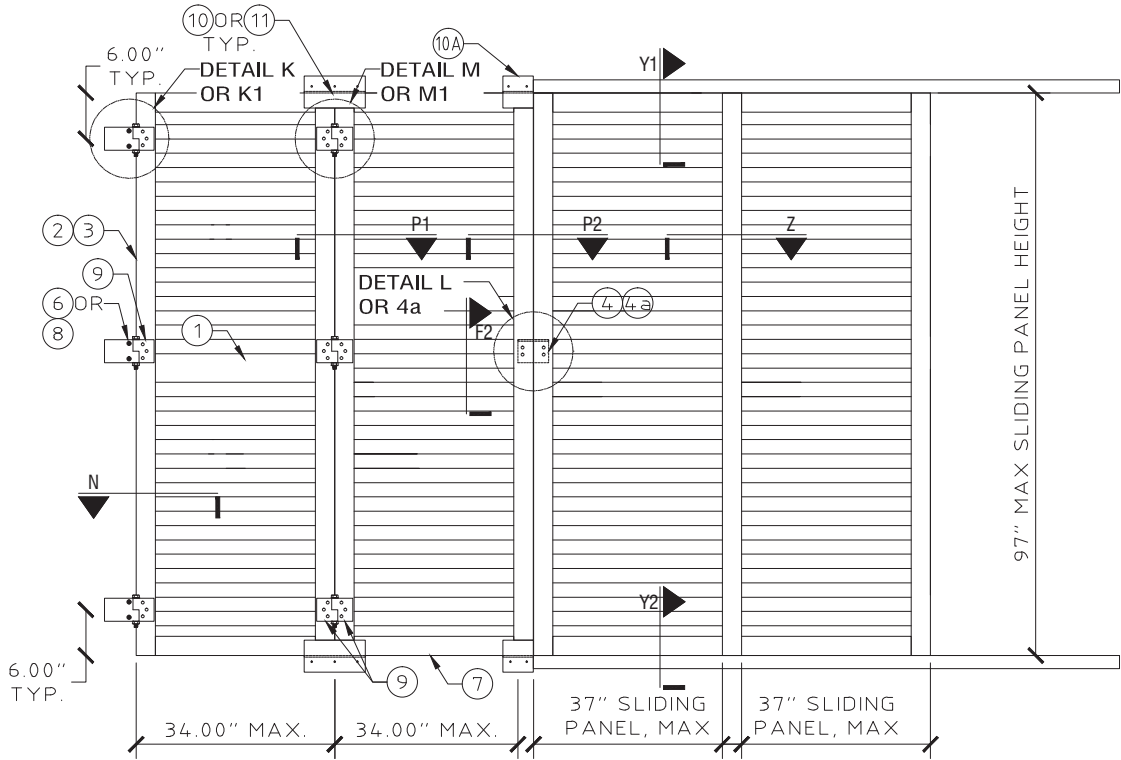 10 OR 11
TYP.
10A
6.00"
TYP.
DETAIL K
OR K1
DETAIL M
OR M1
Y1
2 3
P1
P2
Z
9
6 OR
8
1
DETAIL L
OR 4a
F2
4 4a
97" MAX SLIDING PANEL HEIGHT
N
Y2
6.00"
TYP.
9
7
34.00" MAX.
34.00" MAX.
37" SLIDING
PANEL, MAX
37" SLIDING
PANEL, MAX